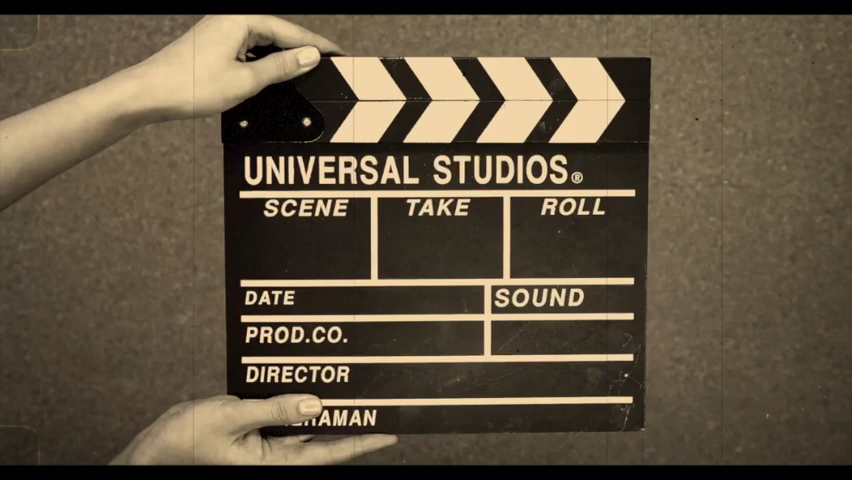 UNIVERSAL STUDIOS®
SCENE TAKE ROLL
DATE SOUND
PROD.CO.
DIRECTOR